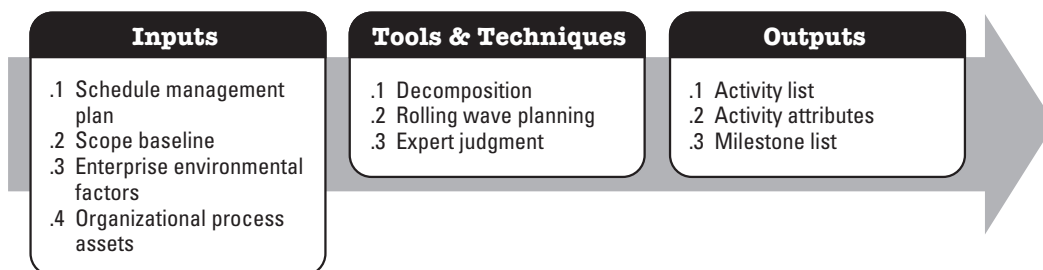 Inputs
.1 Schedule management
plan
.2 Scope baseline
.3 Enterprise environmental
factors
.4 Organizational process
assets
Tools & Techniques
.1 Decomposition
.2 Rolling wave planning
.3 Expert judgment
Outputs
.1 Activity list
.2 Activity attributes
.3 Milestone list